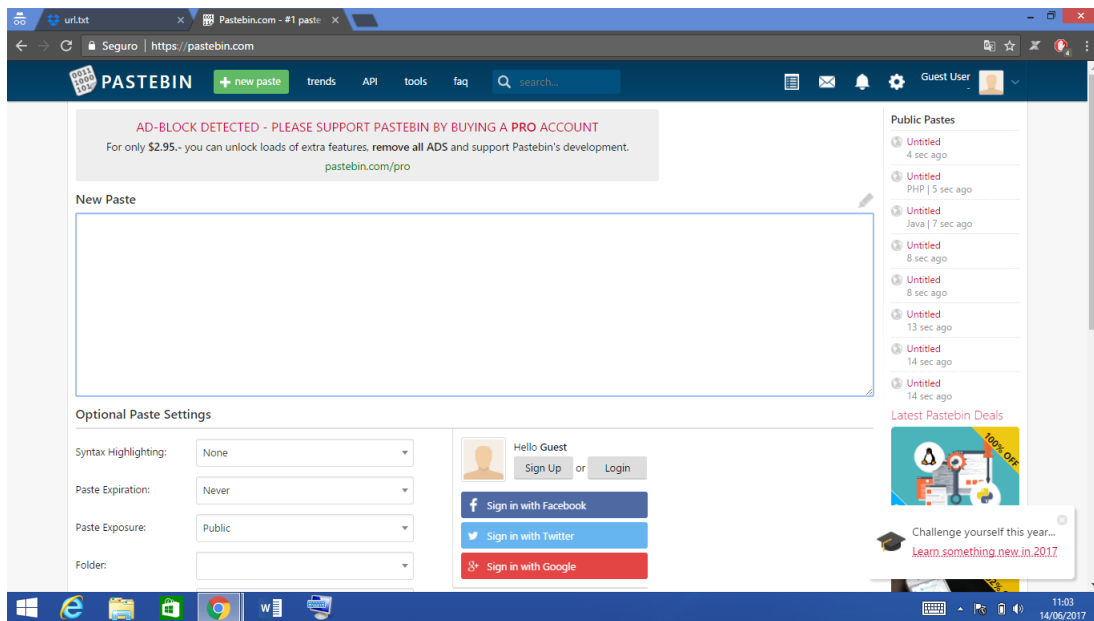 url.txt
Pastebin.com - #1 paste
Seguro | https://pastebin.com
PASTEBIN
+ new paste
trends
API
tools
faq
search...
Guest User
-
AD-BLOCK DETECTED - PLEASE SUPPORT PASTEBIN BY BUYING A PRO ACCOUNT
For only $2.95.- you can unlock loads of extra features, remove all ADS and support Pastebin's development.
pastebin.com/pro
New Paste
Optional Paste Settings
Syntax Highlighting: None
Paste Expiration: Never
Paste Exposure: Public
Folder:
Hello Guest
Sign Up or Login
Sign in with Facebook
Sign in with Twitter
Sign in with Google
Public Pastes
Untitled
4 sec ago
Untitled
PHP | 5 sec ago
Untitled
Java | 7 sec ago
Untitled
8 sec ago
Untitled
8 sec ago
Untitled
13 sec ago
Untitled
14 sec ago
Untitled
14 sec ago
Latest Pastebin Deals
100% OFF
Challenge yourself this year...
Learn something new in 2017
11:03
14/06/2017